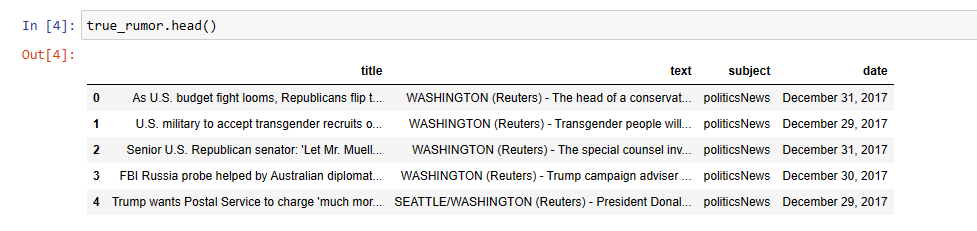 In [4]: true_rumor.head()
Out[4]:
title text subject date
0 As U.S. budget fight looms, Republicans flip t... WASHINGTON (Reuters) - The head of a conservat... politicsNews December 31, 2017
1 U.S. military to accept transgender recruits o... WASHINGTON (Reuters) - Transgender people will... politicsNews December 29, 2017
2 Senior U.S. Republican senator: 'Let Mr. Muell... WASHINGTON (Reuters) - The special counsel inv... politicsNews December 31, 2017
3 FBI Russia probe helped by Australian diplomat... WASHINGTON (Reuters) - Trump campaign adviser ... politicsNews December 30, 2017
4 Trump wants Postal Service to charge 'much mor... SEATTLE/WASHINGTON (Reuters) - President Donal... politicsNews December 29, 2017